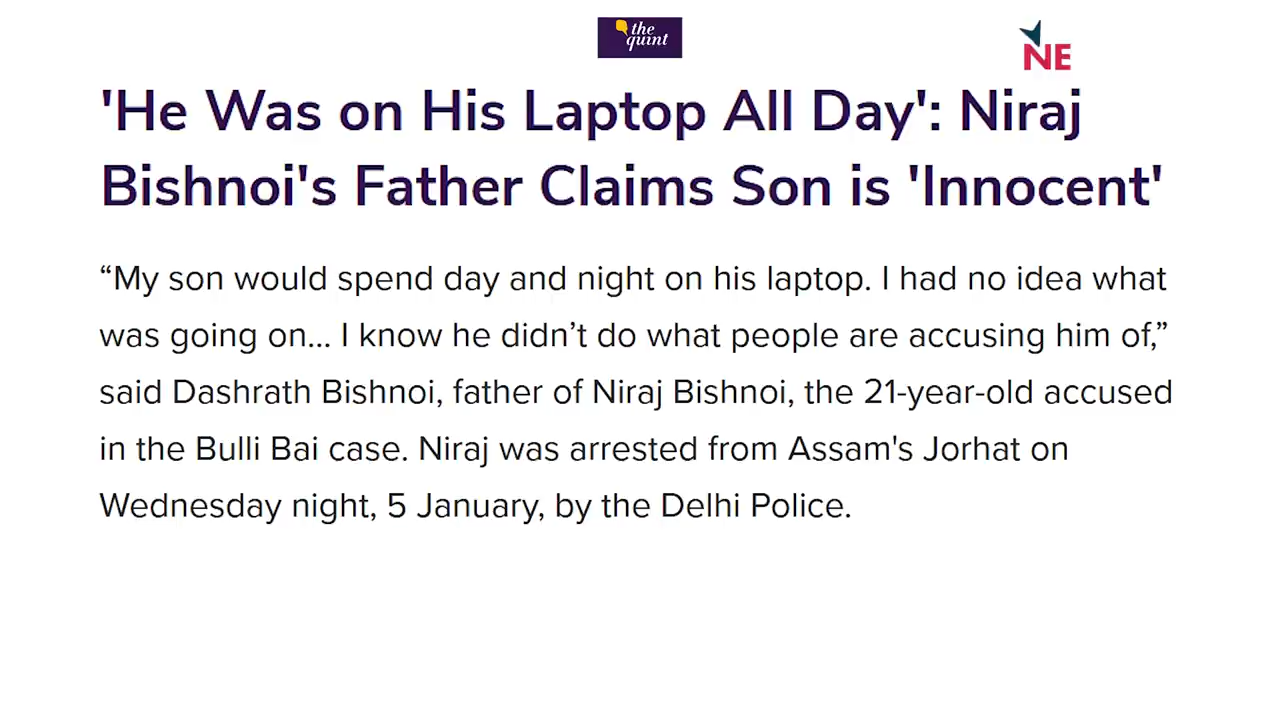 the
quint
NE
'He Was on His Laptop All Day': Niraj
Bishnoi's Father Claims Son is 'Innocent'
“My son would spend day and night on his laptop. I had no idea what
was going on... I know he didn’t do what people are accusing him of,”
said Dashrath Bishnoi, father of Niraj Bishnoi, the 21-year-old accused
in the Bulli Bai case. Niraj was arrested from Assam's Jorhat on
Wednesday night, 5 January, by the Delhi Police.